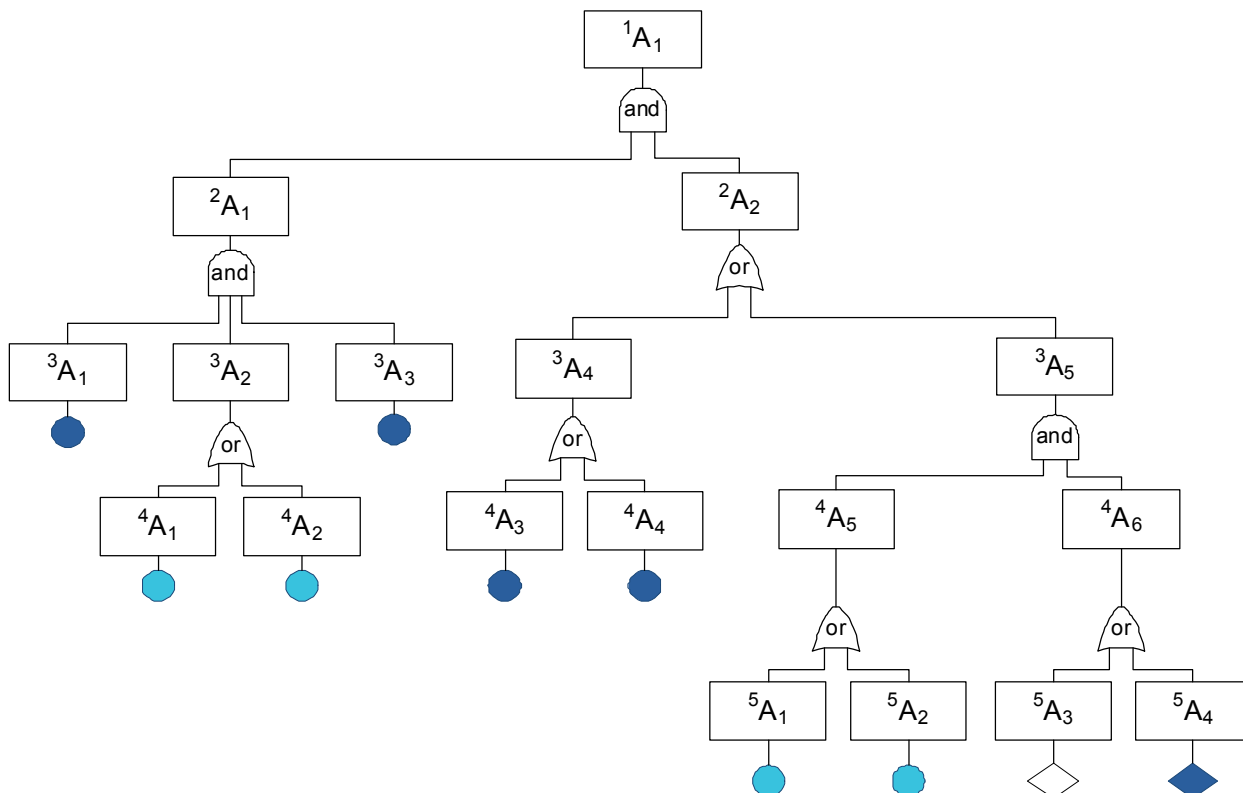 ¹A₁
and
²A₁
²A₂
and
or
³A₁
³A₂
³A₃
³A₄
³A₅
or
or
and
⁴A₁
⁴A₂
⁴A₃
⁴A₄
⁴A₅
⁴A₆
or
or
⁵A₁
⁵A₂
⁵A₃
⁵A₄